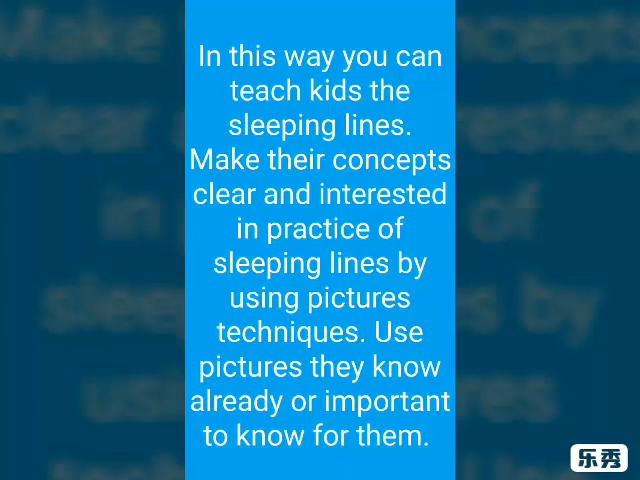 In this way you can
teach kids the
sleeping lines.
Make their concepts
clear and interested
in practice of
sleeping lines by
using pictures
techniques. Use
pictures they know
already or important
to know for them.
乐秀